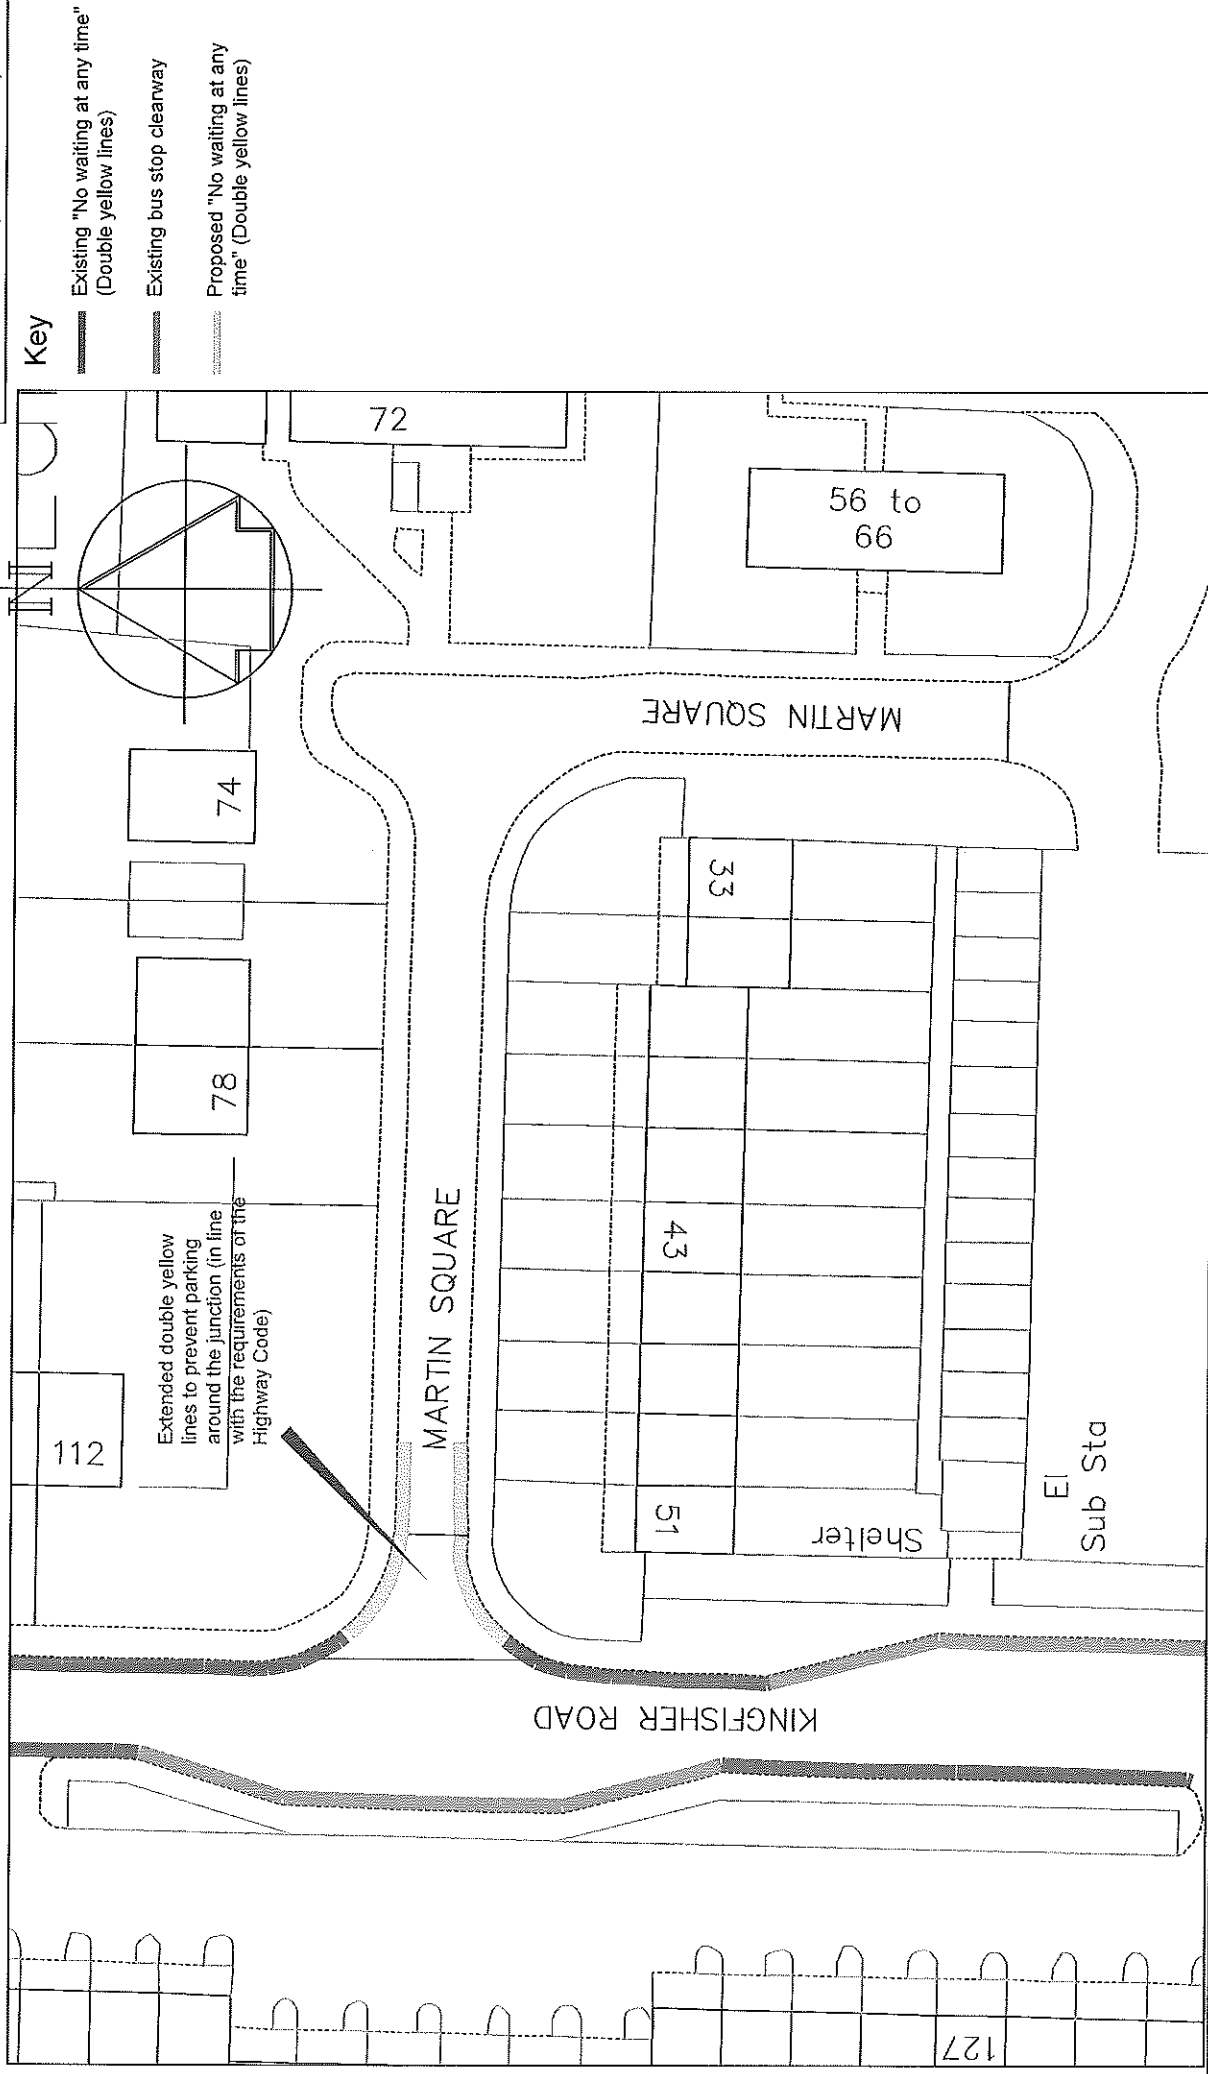 Key
Existing "No waiting at any time"
(Double yellow lines)
Existing bus stop clearway
Proposed "No waiting at any
time" (Double yellow lines)
N
72
74
78
112
Extended double yellow
lines to prevent parking
around the junction (in line
with the requirements of the
Highway Code)
56 to
66
MARTIN SQUARE
MARTIN SQUARE
33
43
51
Shelter
El
Sub Sta
KINGFISHER ROAD
127